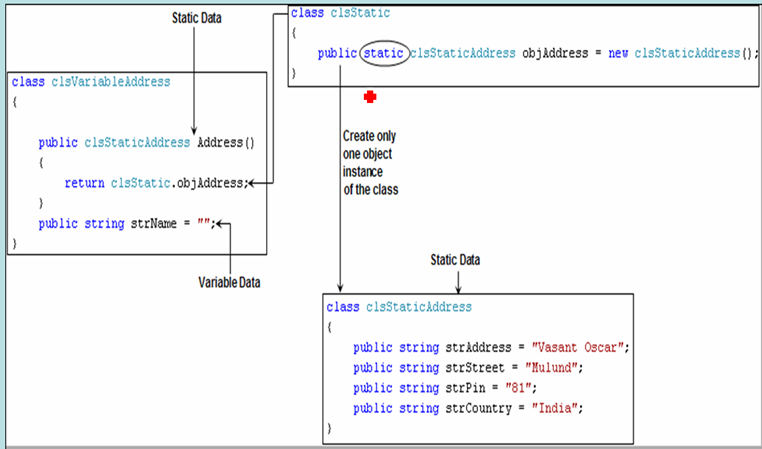 Static Data
class clsStatic
{
public static clsStaticAddress objAddress = new clsStaticAddress();
}
class clsVariableAddress
{
public clsStaticAddress Address()
{
return clsStatic.objAddress;
}
public string strName = "";
}
Variable Data
Create only
one object
instance
of the class
Static Data
class clsStaticAddress
{
public string strAddress = "Vasant Oscar";
public string strStreet = "Mulund";
public string strPin = "81";
public string strCountry = "India";
}